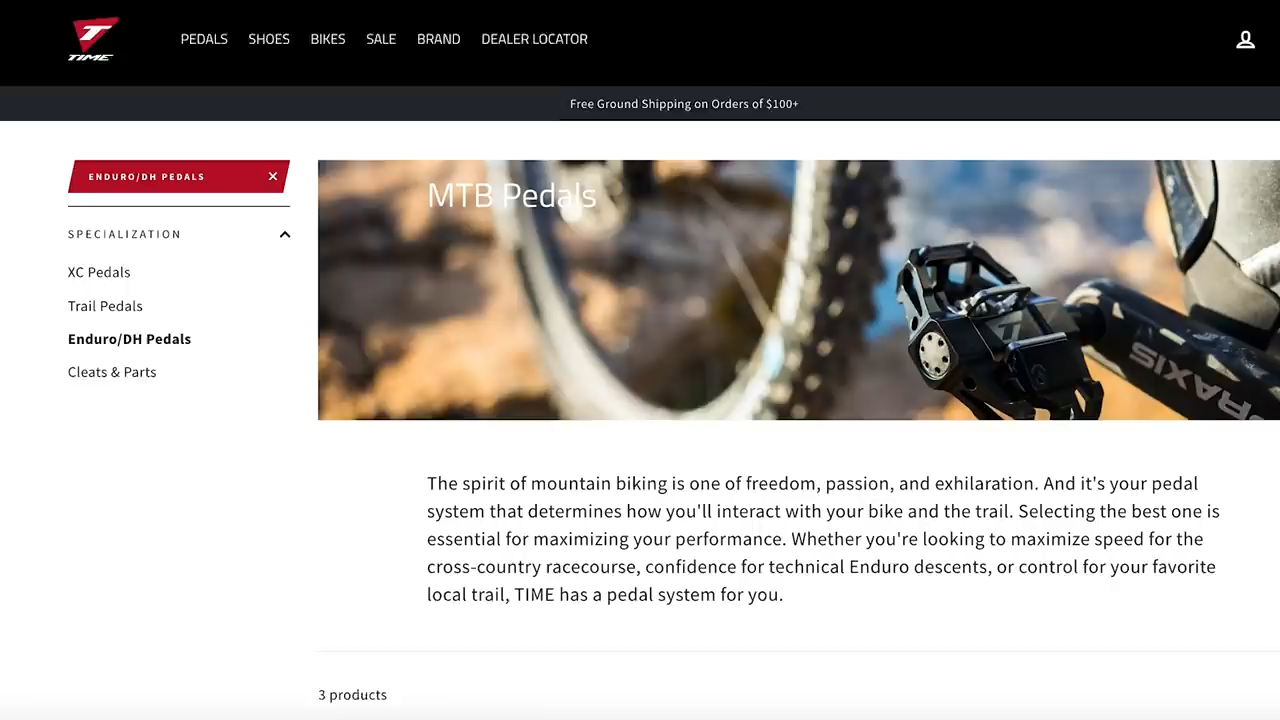 TIME
PEDALS SHOES BIKES SALE BRAND DEALER LOCATOR
Free Ground Shipping on Orders of $100+
ENDURO/DH PEDALS ×
SPECIALIZATION
XC Pedals
Trail Pedals
Enduro/DH Pedals
Cleats & Parts
MTB Pedals
PRAXIS
The spirit of mountain biking is one of freedom, passion, and exhilaration. And it's your pedal
system that determines how you'll interact with your bike and the trail. Selecting the best one is
essential for maximizing your performance. Whether you're looking to maximize speed for the
cross-country racecourse, confidence for technical Enduro descents, or control for your favorite
local trail, TIME has a pedal system for you.
3 products